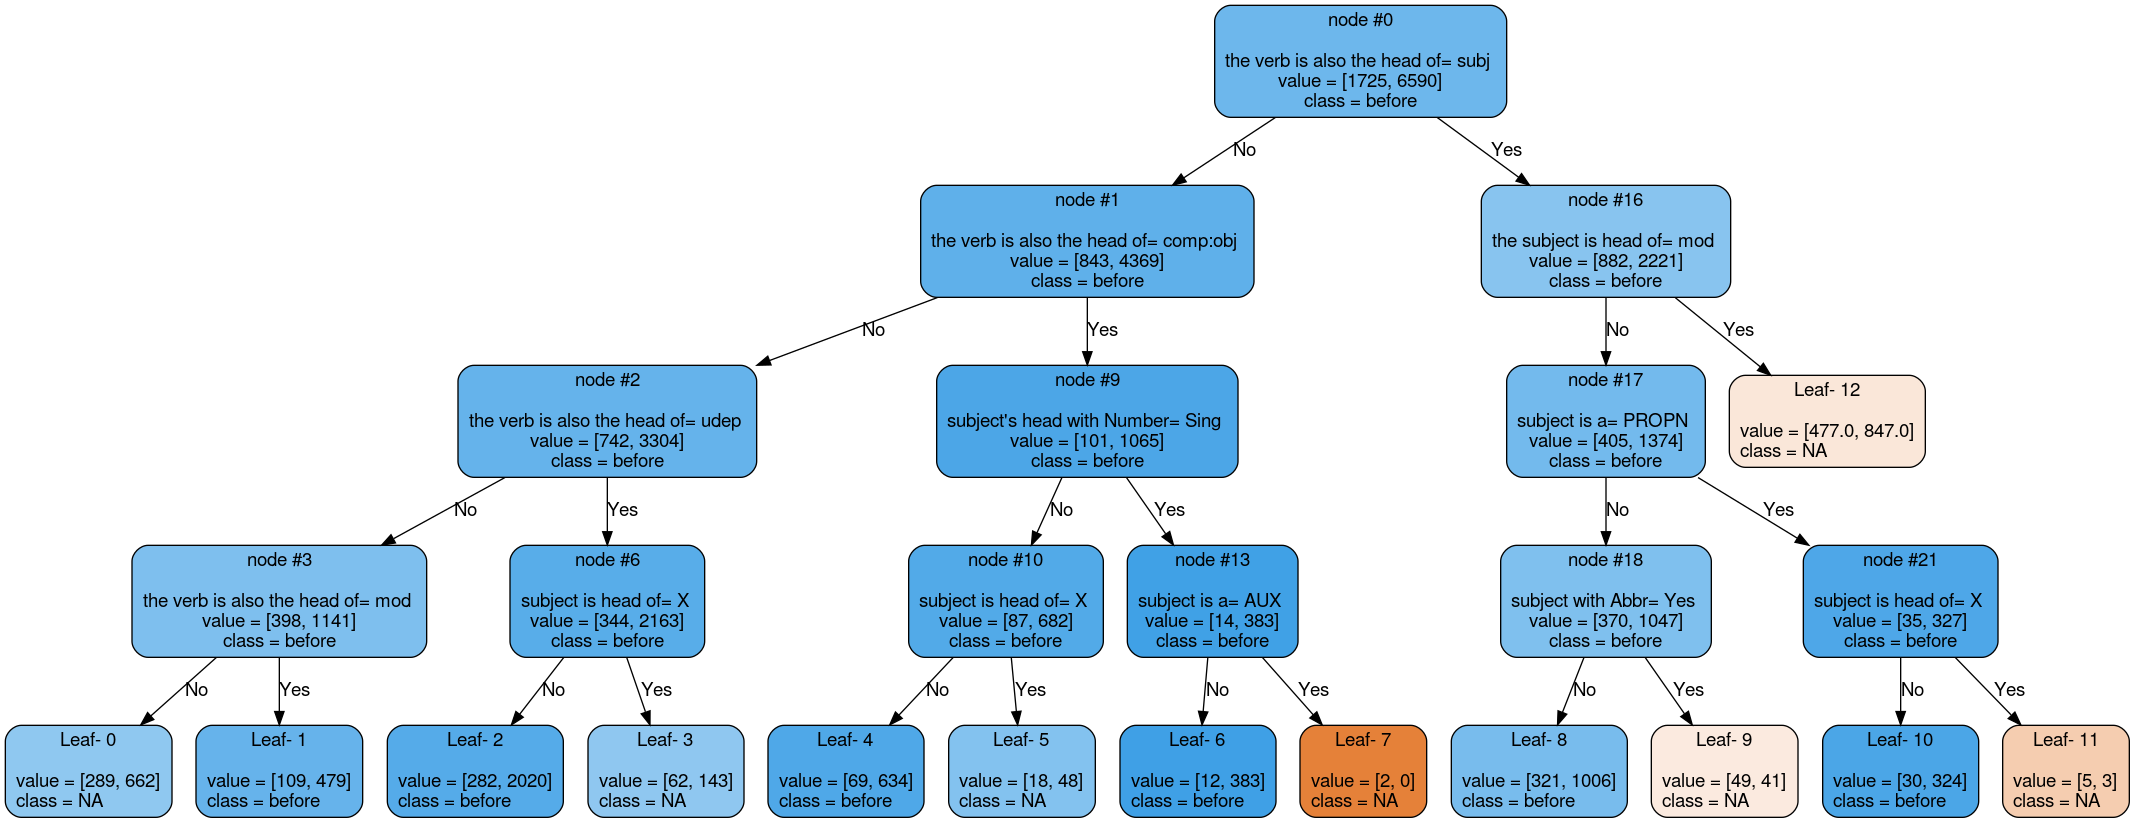 node #0
the verb is also the head of= subj
value = [1725, 6590]
class = before
No
Yes
node #1
the verb is also the head of= comp:obj
value = [843, 4369]
class = before
node #16
the subject is head of= mod
value = [882, 2221]
class = before
No
Yes
No
Yes
node #2
the verb is also the head of= udep
value = [742, 3304]
class = before
node #9
subject's head with Number= Sing
value = [101, 1065]
class = before
node #17
subject is a= PROPN
value = [405, 1374]
class = before
Leaf- 12
value = [477.0, 847.0]
class = NA
No
Yes
No
Yes
No
Yes
node #3
the verb is also the head of= mod
value = [398, 1141]
class = before
node #6
subject is head of= X
value = [344, 2163]
class = before
node #10
subject is head of= X
value = [87, 682]
class = before
node #13
subject is a= AUX
value = [14, 383]
class = before
node #18
subject with Abbr= Yes
value = [370, 1047]
class = before
node #21
subject is head of= X
value = [35, 327]
class = before
No
Yes
No
Yes
No
Yes
No
Yes
No
Yes
No
Yes
Leaf- 0
value = [289, 662]
class = NA
Leaf- 1
value = [109, 479]
class = before
Leaf- 2
value = [282, 2020]
class = before
Leaf- 3
value = [62, 143]
class = NA
Leaf- 4
value = [69, 634]
class = before
Leaf- 5
value = [18, 48]
class = NA
Leaf- 6
value = [12, 383]
class = before
Leaf- 7
value = [2, 0]
class = NA
Leaf- 8
value = [321, 1006]
class = before
Leaf- 9
value = [49, 41]
class = NA
Leaf- 10
value = [30, 324]
class = before
Leaf- 11
value = [5, 3]
class = NA